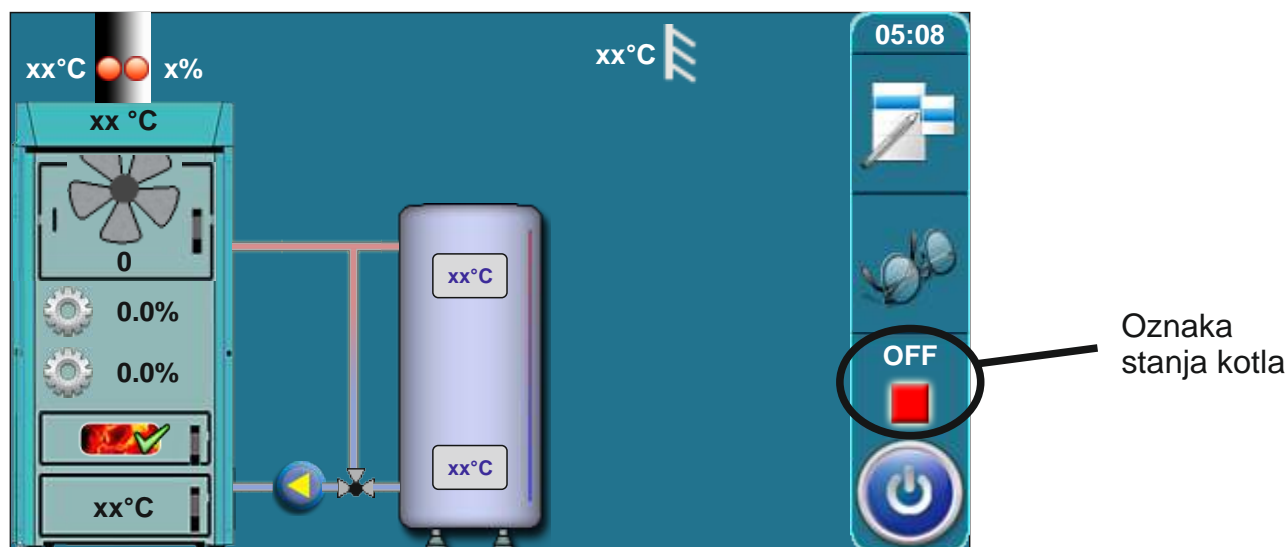 05:08
xx°C
xx°C x%
xx °C
0
xx°C
0.0%
Oznaka
stanja kotla
OFF
0.0%
xx°C
xx°C